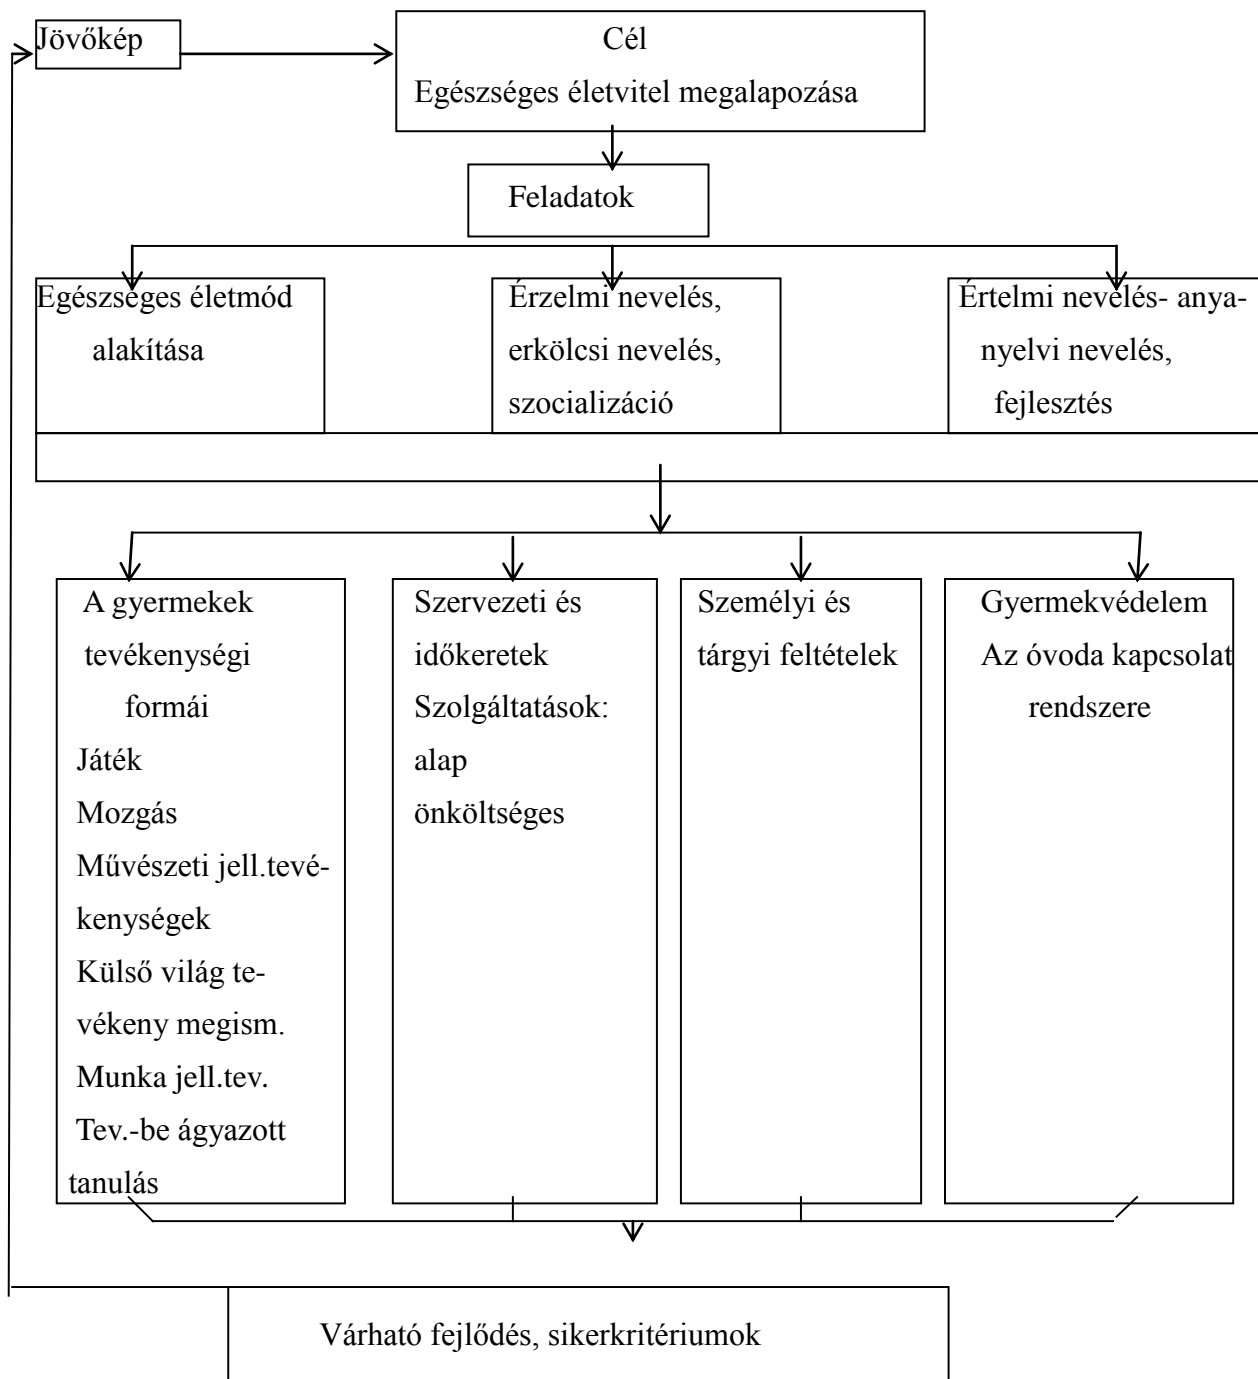 Jövőkép
Cél
Egészséges életvitel megalapozása
Feladatok
Egészséges életmód
alakítása
Érzelmi nevelés,
erkölcsi nevelés,
szocializáció
Értelmi nevelés- anya-
nyelvi nevelés,
fejlesztés
A gyermekek
tevékenységi
formái
Játék
Mozgás
Művészeti jell.tevé-
kenységek
Külső világ te-
vékeny megism.
Munka jell.tev.
Tev.-be ágyazott
tanulás
Szervezeti és
időkeretek
Szolgáltatások:
alap
önköltséges
Személyi és
tárgyi feltételek
Gyermekvédelem
Az óvoda kapcsolat
rendszere
Várható fejlődés, sikerkritériumok